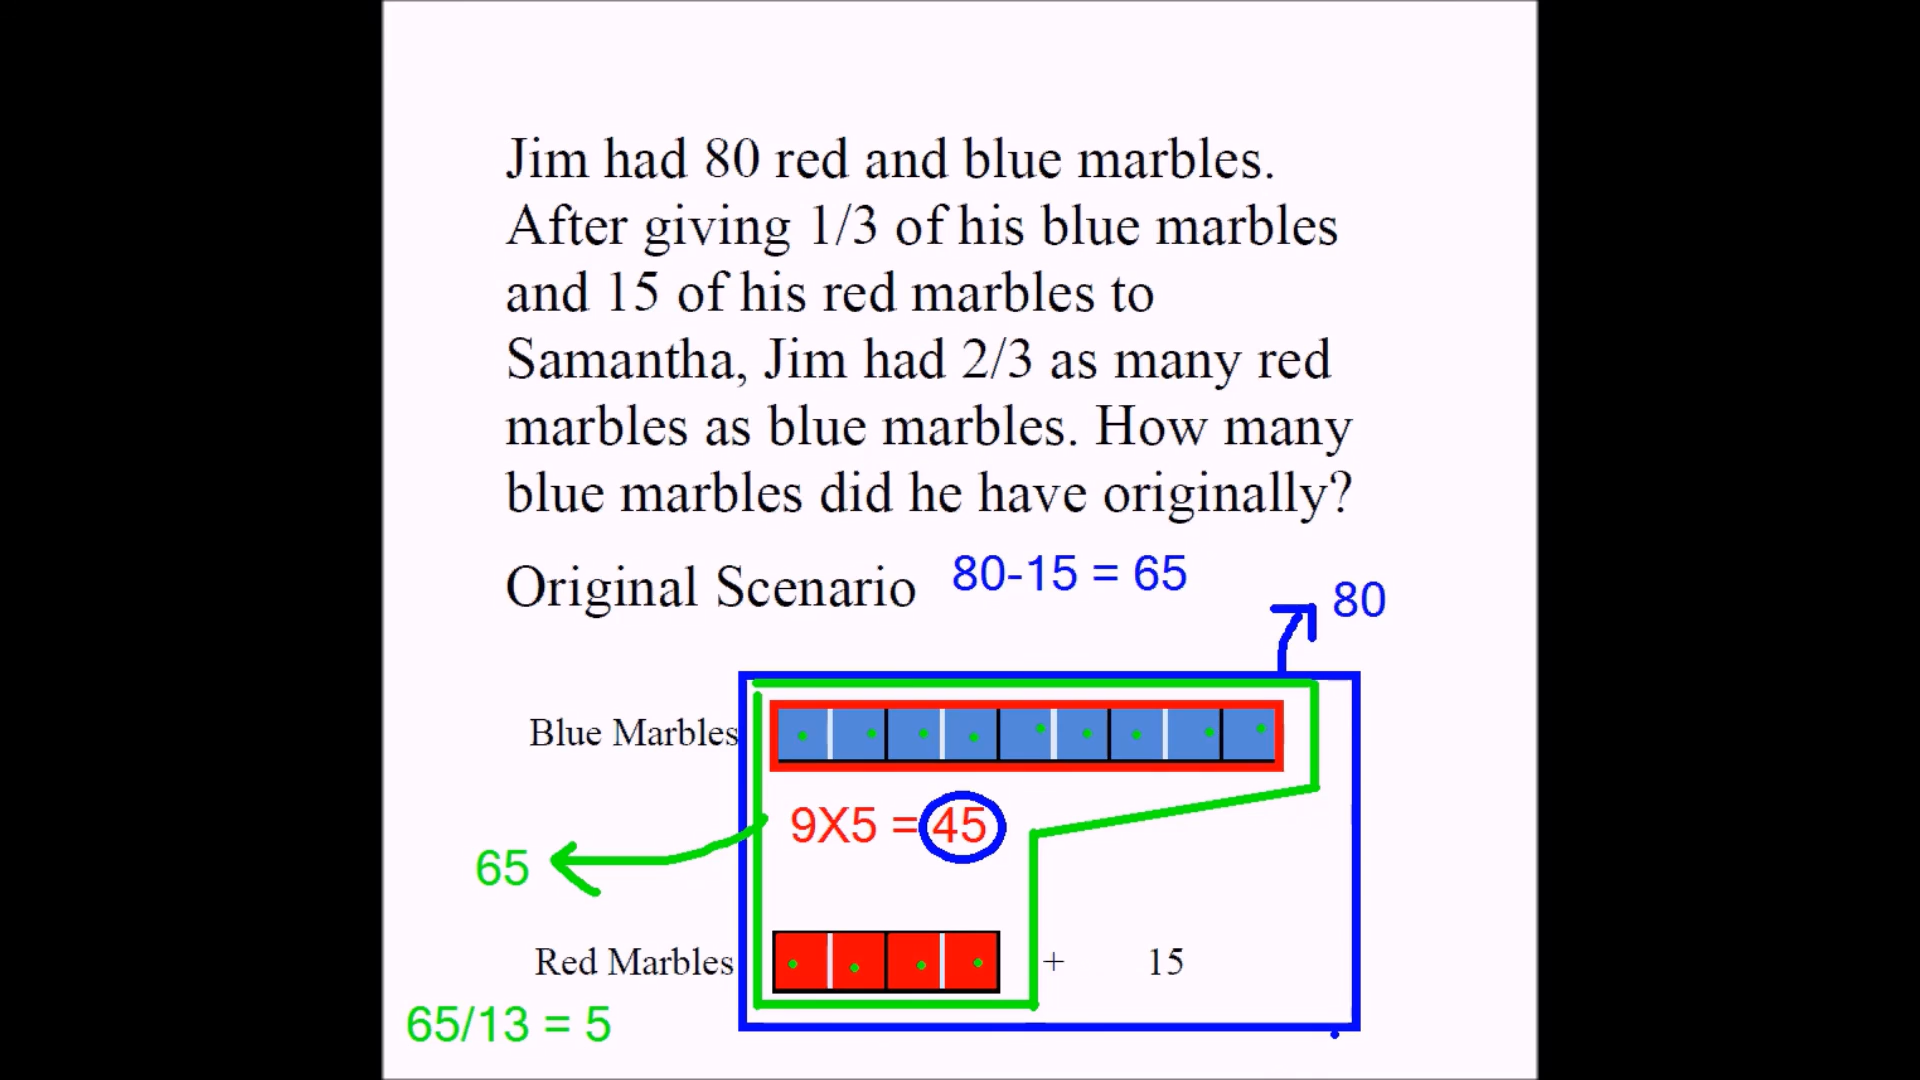 Jim had 80 red and blue marbles.
After giving 1/3 of his blue marbles
and 15 of his red marbles to
Samantha, Jim had 2/3 as many red
marbles as blue marbles. How many
blue marbles did he have originally?
Original Scenario 80-15 = 65
80
Blue Marbles
9X5 = 45
65
Red Marbles + 15
65/13 = 5